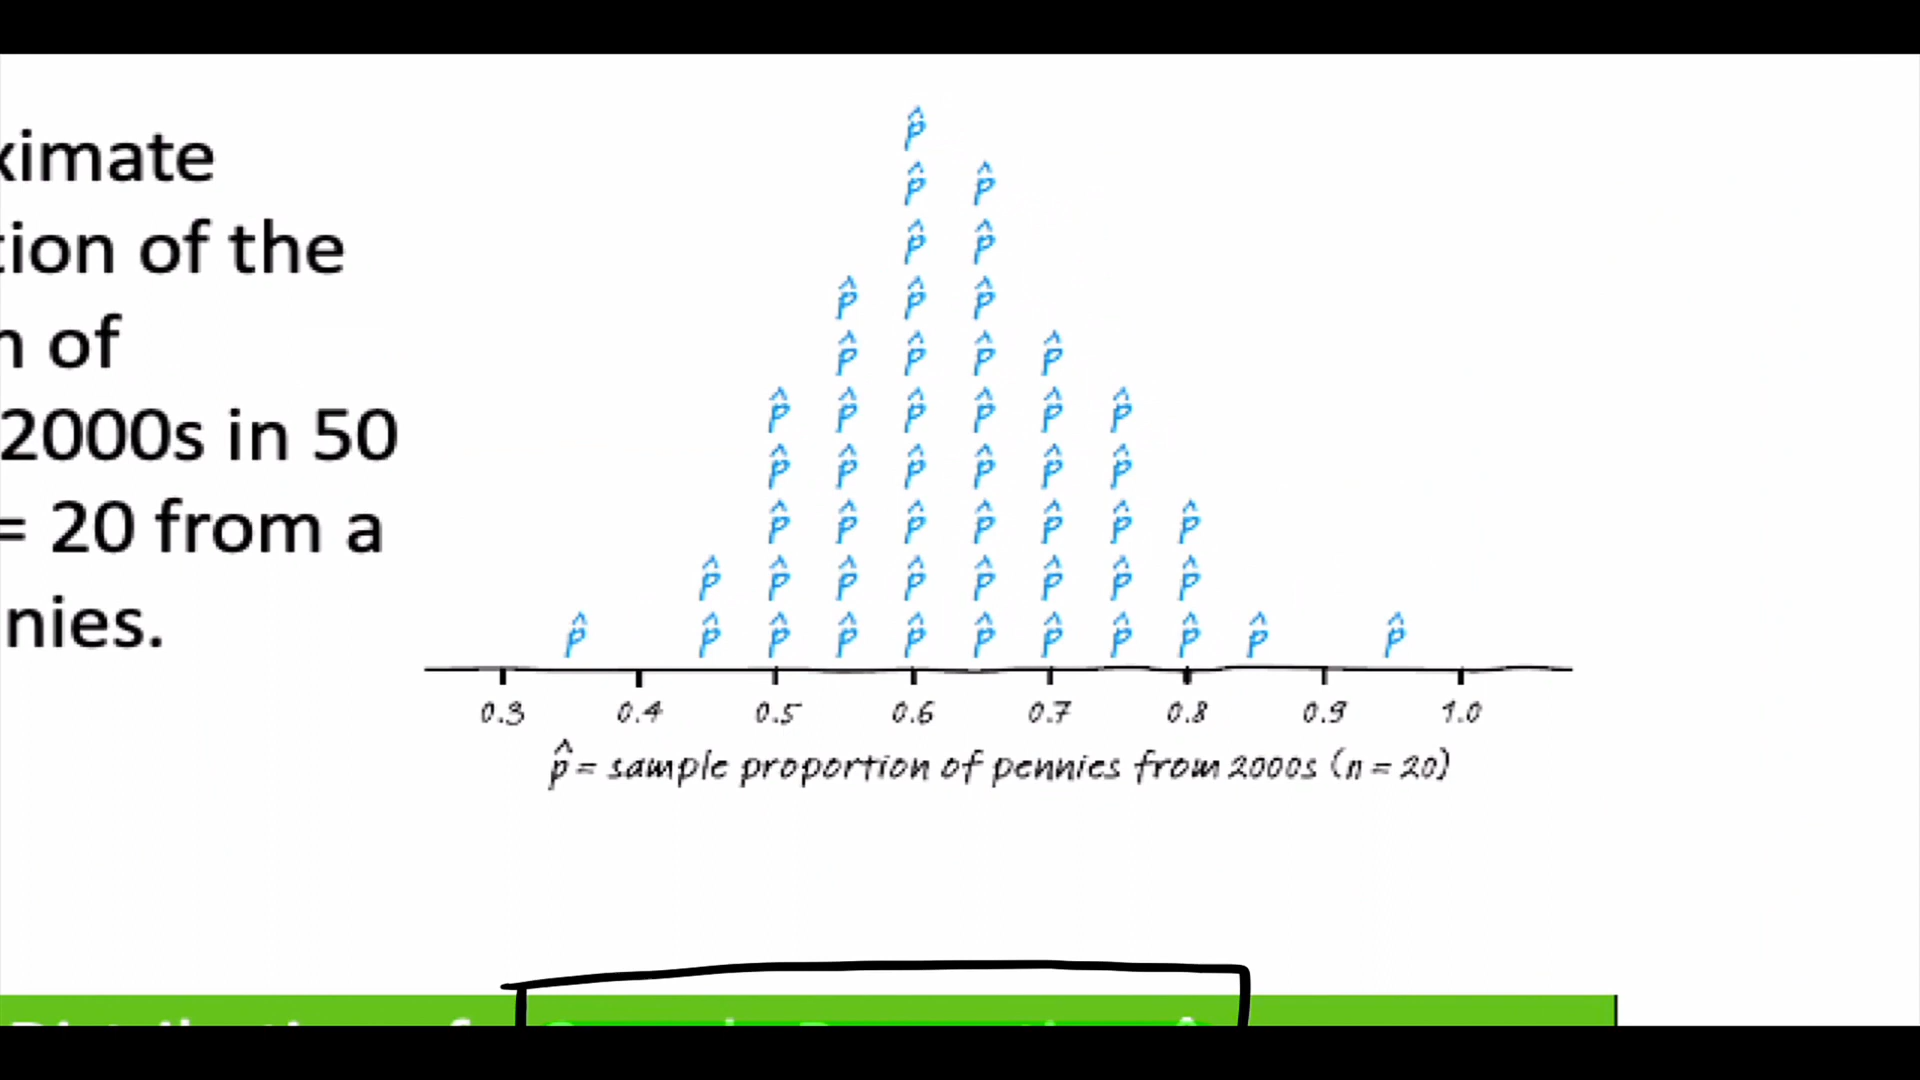 ximate
tion of the
n of
2000s in 50
= 20 from a
nnies.
p̂
p̂ p̂
p̂ p̂
p̂ p̂ p̂
p̂ p̂ p̂ p̂
p̂ p̂ p̂ p̂ p̂ p̂
p̂ p̂ p̂ p̂ p̂ p̂
p̂ p̂ p̂ p̂ p̂ p̂ p̂
p̂ p̂ p̂ p̂ p̂ p̂ p̂ p̂
p̂ p̂ p̂ p̂ p̂ p̂ p̂ p̂ p̂ p̂ p̂
0.3 0.4 0.5 0.6 0.7 0.8 0.9 1.0
p̂ = sample proportion of pennies from 2000s (n = 20)